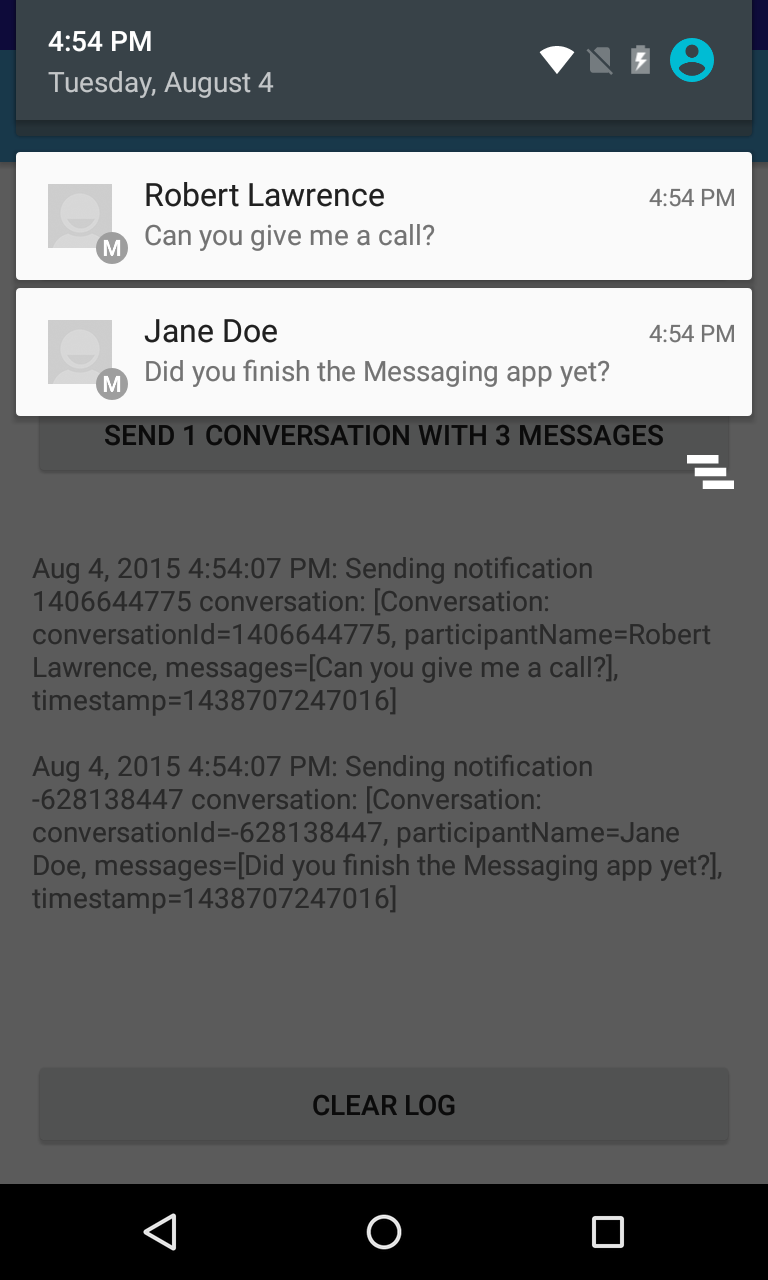 4:54 PM
Tuesday, August 4
Robert Lawrence
4:54 PM
Can you give me a call?
M
Jane Doe
4:54 PM
Did you finish the Messaging app yet?
M
SEND 1 CONVERSATION WITH 3 MESSAGES
Aug 4, 2015 4:54:07 PM: Sending notification
1406644775 conversation: [Conversation:
conversationId=1406644775, participantName=Robert
Lawrence, messages=[Can you give me a call?],
timestamp=1438707247016]
Aug 4, 2015 4:54:07 PM: Sending notification
-628138447 conversation: [Conversation:
conversationId=-628138447, participantName=Jane
Doe, messages=[Did you finish the Messaging app yet?],
timestamp=1438707247016]
CLEAR LOG